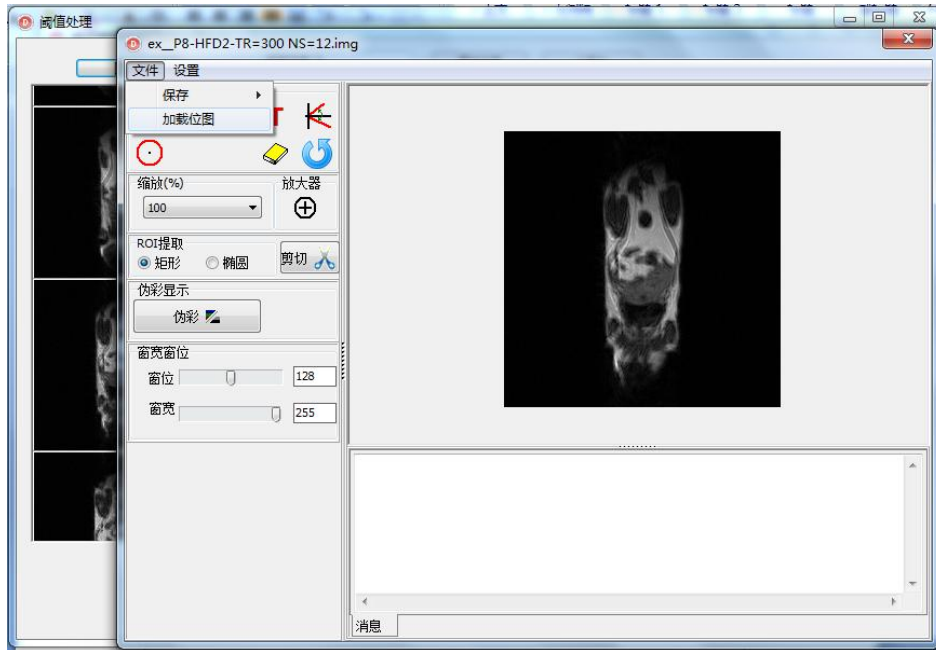 阈值处理
ex__P8-HFD2-TR=300 NS=12.img
文件 设置
保存
加载位图
缩放(%)
放大器
100
ROI提取
矩形 椭圆
剪切
伪彩显示
伪彩
窗宽窗位
窗位 128
窗宽 255
消息